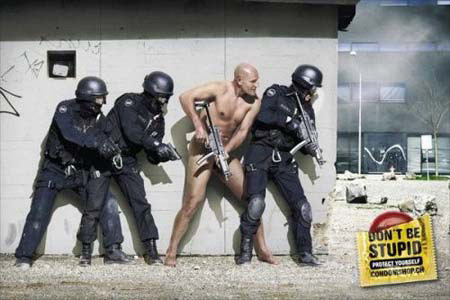 DON'T BE
STUPID
PROTECT YOURSELF
CONDOMSHOP.CH